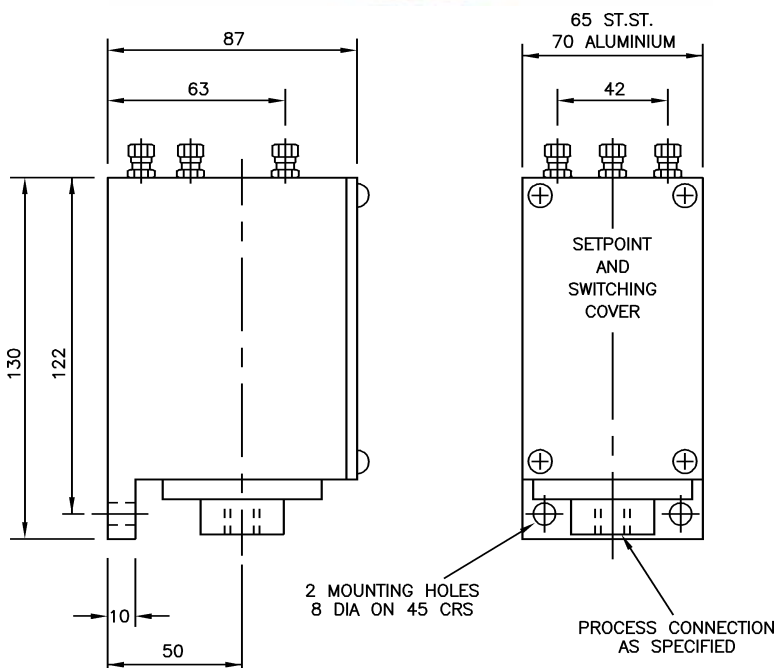 65 ST.ST.
70 ALUMINIUM
87
63
42
SETPOINT
AND
SWITCHING
COVER
130
122
10
50
2 MOUNTING HOLES
8 DIA ON 45 CRS
PROCESS CONNECTION
AS SPECIFIED